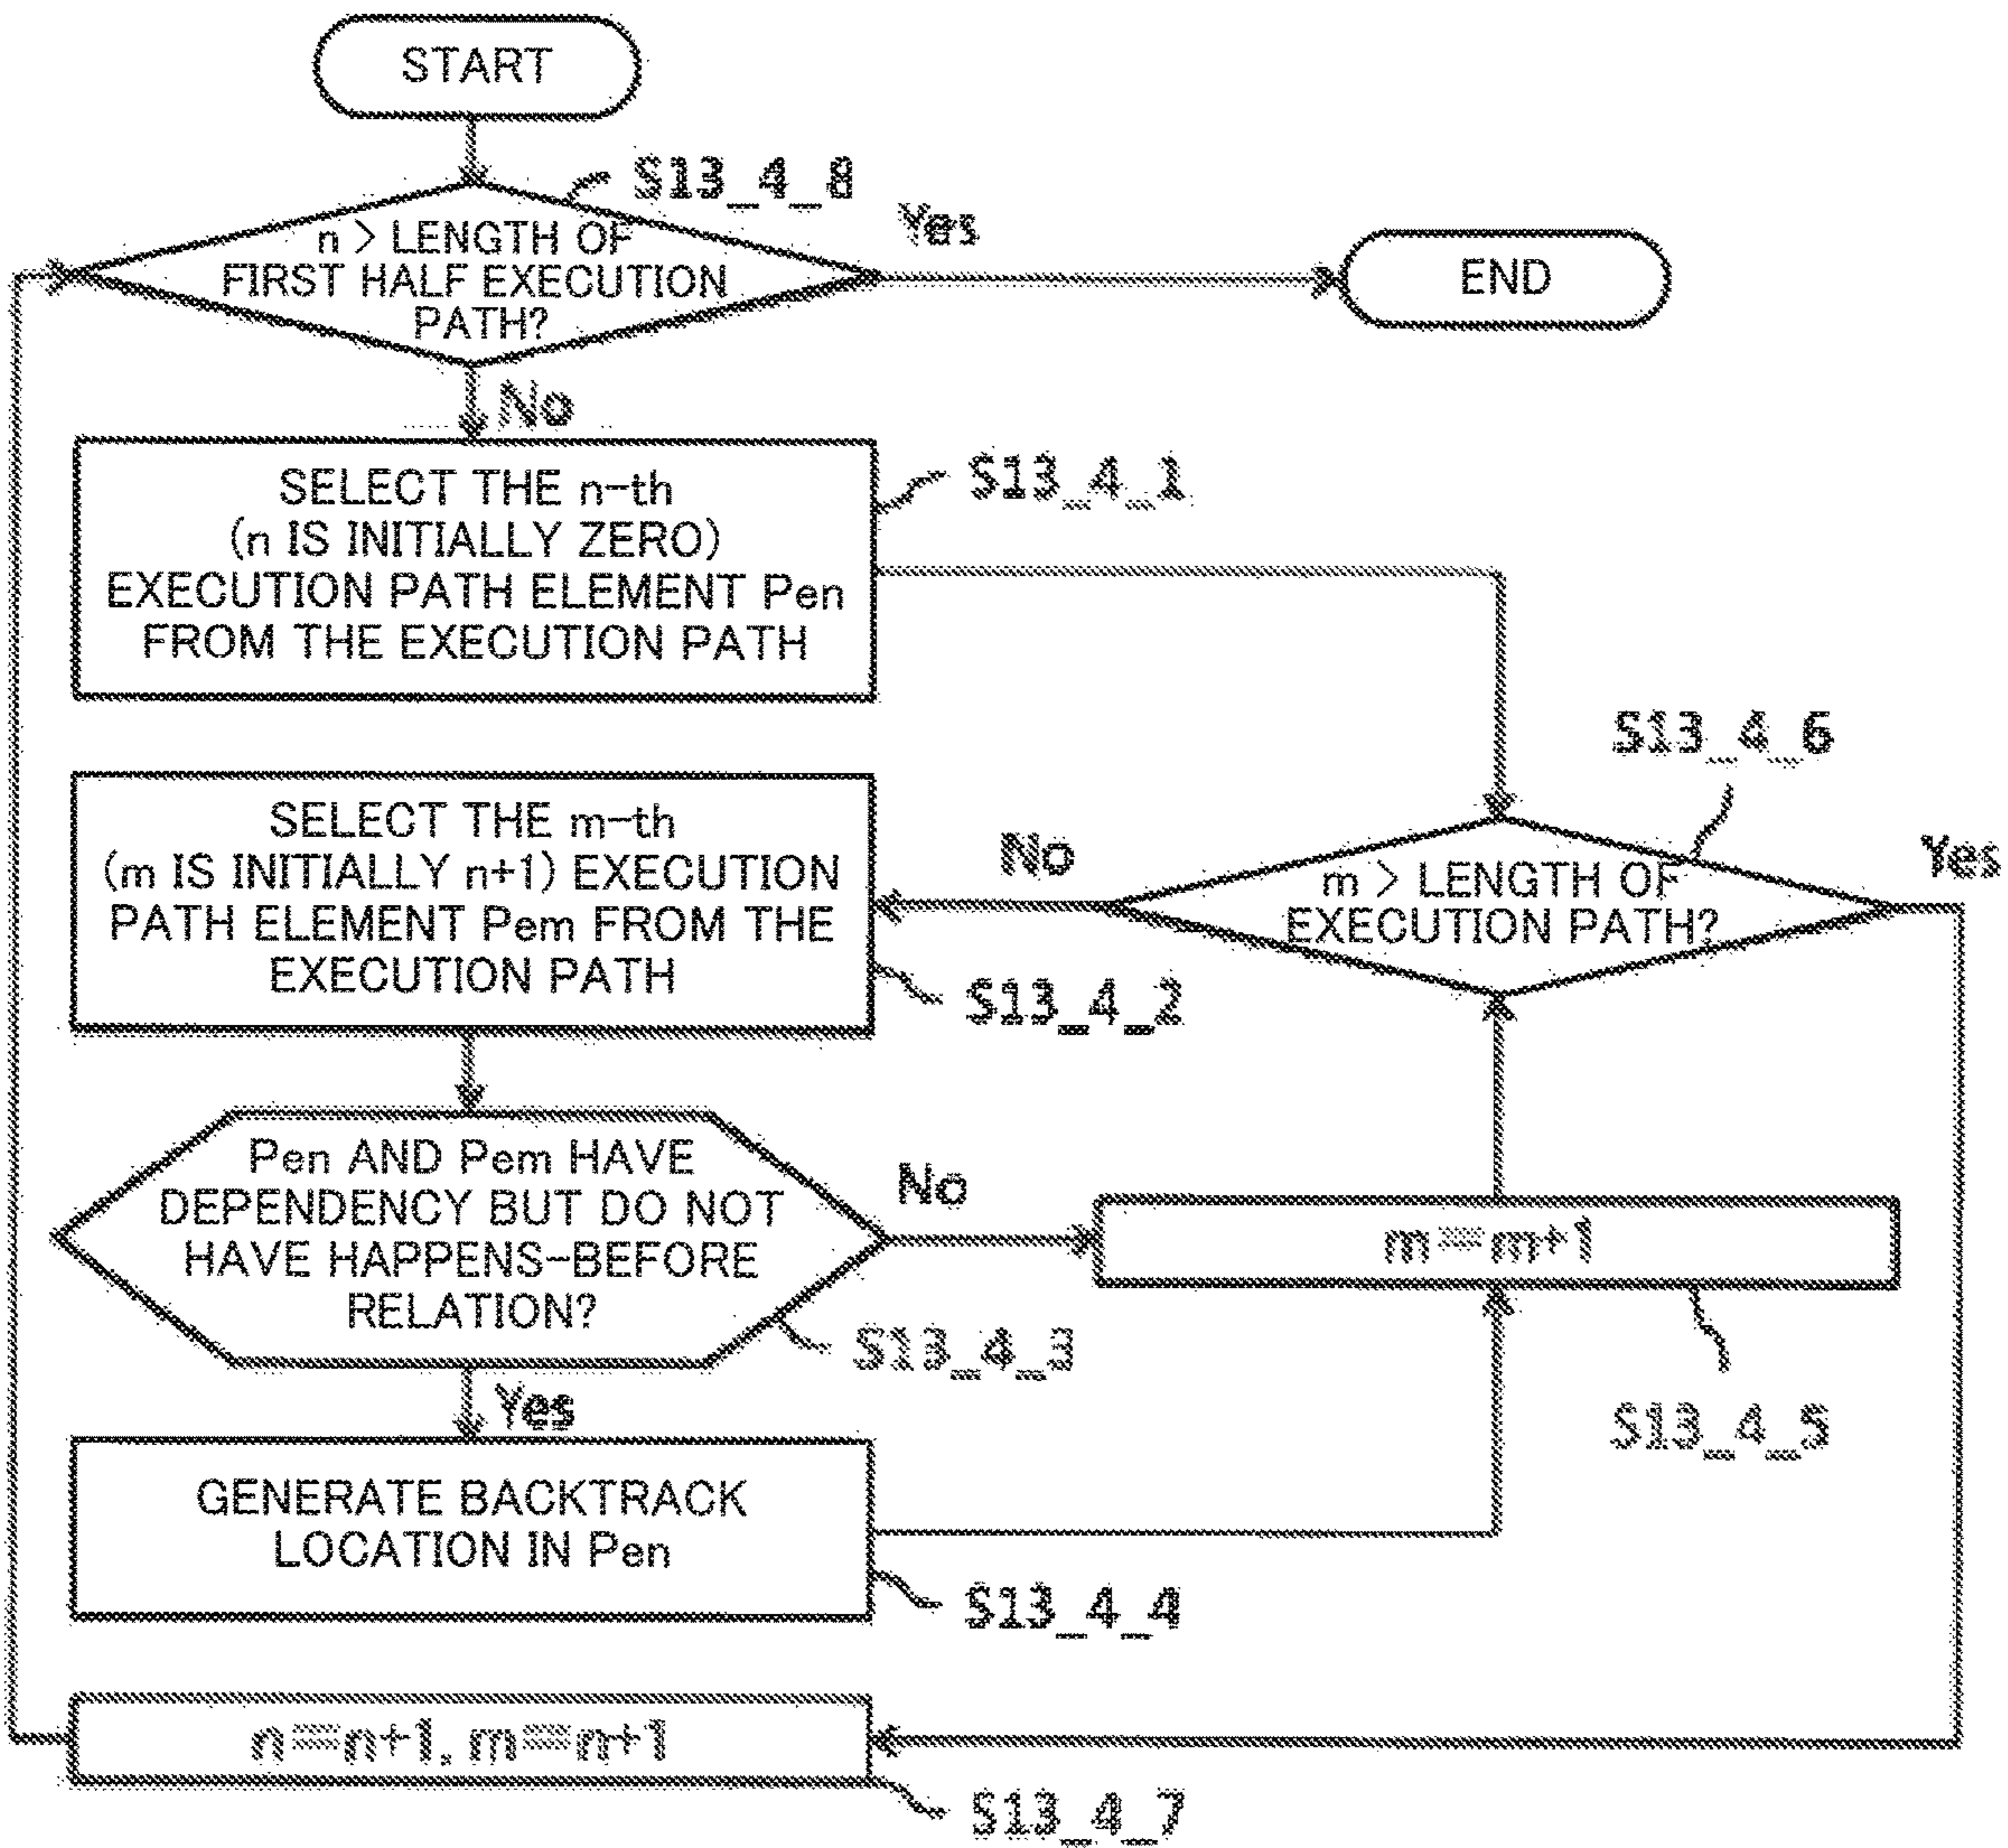 START
S13_4_8
n > LENGTH OF
FIRST HALF EXECUTION
PATH?
Yes
END
No
SELECT THE n-th
(n IS INITIALLY ZERO)
EXECUTION PATH ELEMENT Pen
FROM THE EXECUTION PATH
S13_4_1
S13_4_6
SELECT THE m-th
(m IS INITIALLY n+1) EXECUTION
PATH ELEMENT Pem FROM THE
EXECUTION PATH
S13_4_2
No
m > LENGTH OF
EXECUTION PATH?
Yes
Pen AND Pem HAVE
DEPENDENCY BUT DO NOT
HAVE HAPPENS-BEFORE
RELATION?
S13_4_3
No
m=m+1
S13_4_5
Yes
GENERATE BACKTRACK
LOCATION IN Pen
S13_4_4
n=n+1, m=n+1
S13_4_7